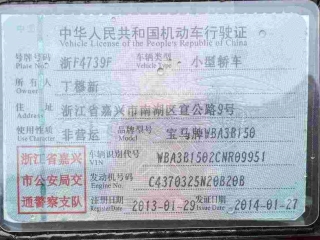 中华人民共和国机动车行驶证
Vehicle License of the People's Republic of China
号牌号码 浙F4739F 车辆类型 小型轿车
Plate No. Vehicle Type
所有人
Owner
住址 浙江省嘉兴市南湖区宣公路9号
Address
使用性质 非营运 品牌型号 宝马牌WBA3B150
Use Character Model
浙江省嘉兴市公安局交通警察支队
车辆识别代号 WBA3B1502CNR09951
VIN
发动机号码 C4370325N20B20B
Engine No.
注册日期 2013-01-29 发证日期 2014-01-27
Register Date Issue Date